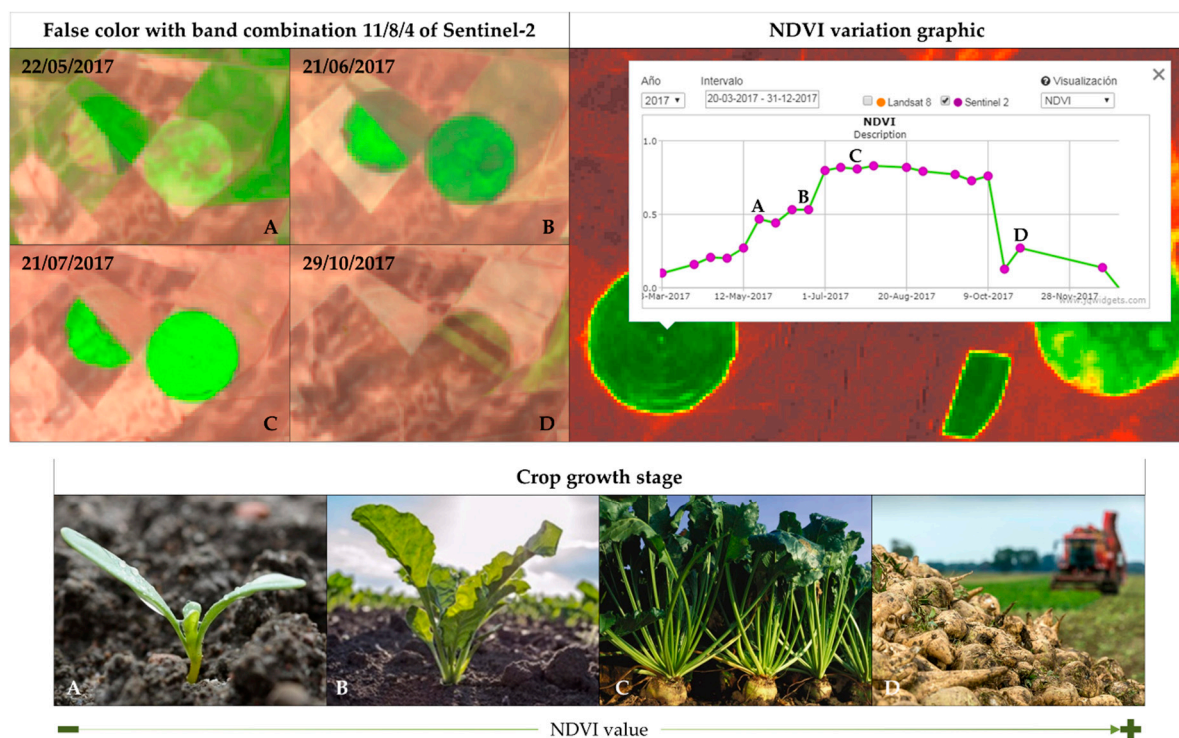 False color with band combination 11/8/4 of Sentinel-2
NDVI variation graphic
22/05/2017
A
21/06/2017
B
21/07/2017
C
29/10/2017
D
Año
2017
Intervalo
20-03-2017 - 31-12-2017
Landsat 8
Sentinel 2
Visualización
NDVI
NDVI
Description
1.0
0.5
0.0
A
B
C
D
l-Mar-2017 12-May-2017 1-Jul-2017 20-Aug-2017 9-Oct-2017 28-Nov-2017
www.jqwidgets.com
Crop growth stage
A
B
C
D
NDVI value